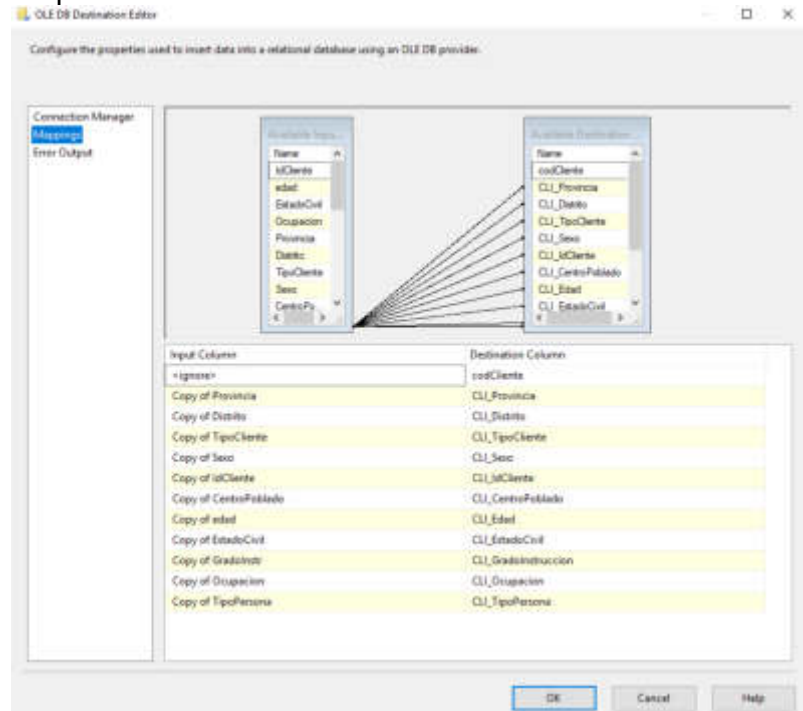 OLE DB Destination Editor
Configure the properties used to insert data into a relational database using an OLE DB provider.
Connection Manager
Mappings
Error Output
Available Input...
Name
idCliente
edad
EstadoCivil
Ocupacion
Provincia
Distrito
TipoCliente
Sexo
CentroPo
Available Destination...
Name
codCliente
CLI_Provincia
CLI_Distrito
CLI_TipoCliente
CLI_Sexo
CLI_IdCliente
CLI_CentroPoblado
CLI_Edad
CLI_EstadoCivil
Input Column Destination Column
<ignore> codCliente
Copy of Provincia CLI_Provincia
Copy of Distrito CLI_Distrito
Copy of TipoCliente CLI_TipoCliente
Copy of Sexo CLI_Sexo
Copy of idCliente CLI_IdCliente
Copy of CentroPoblado CLI_CentroPoblado
Copy of edad CLI_Edad
Copy of EstadoCivil CLI_EstadoCivil
Copy of GradoInstr CLI_GradoInstruccion
Copy of Ocupacion CLI_Ocupacion
Copy of TipoPersona CLI_TipoPersona
OK Cancel Help